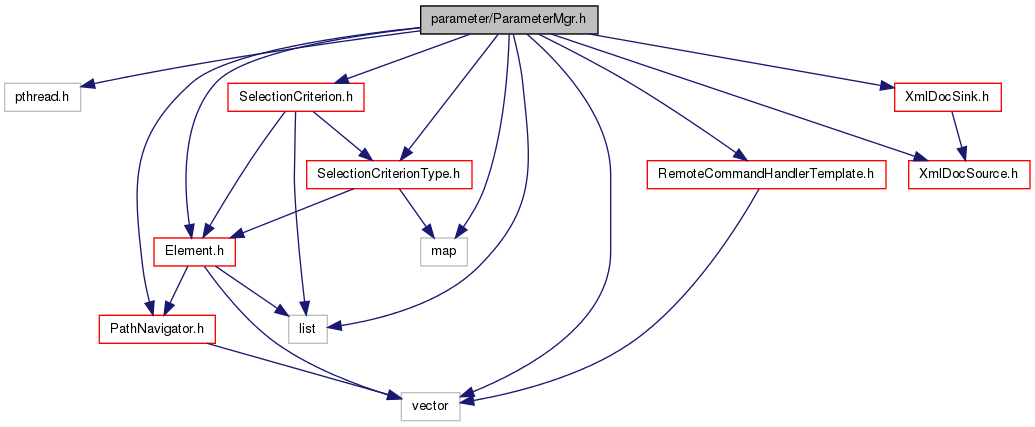 parameter/ParameterMgr.h
pthread.h
SelectionCriterion.h
XmlDocSink.h
SelectionCriterionType.h
RemoteCommandHandlerTemplate.h
XmlDocSource.h
Element.h
map
PathNavigator.h
list
vector